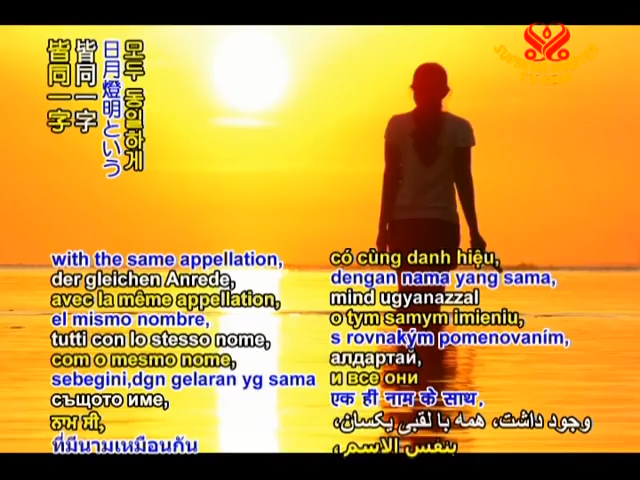 모두 동일하게
日月燈明という
皆同一字
皆同一字
with the same appellation,
der gleichen Anrede,
avec la même appellation,
el mismo nombre,
tutti con lo stesso nome,
com o mesmo nome,
sebegini,dgn gelaran yg sama
същото име,
ਨਾਮ ਸੀ,
ที่มีนามเหมือนกัน
có cùng danh hiệu,
dengan nama yang sama,
mind ugyanazzal
o tym samym imieniu,
s rovnakým pomenovaním,
алдартай,
и все они
एक ही नाम के साथ,
وجود داشت، همه با لقبی یکسان،
بنفس الاسم،